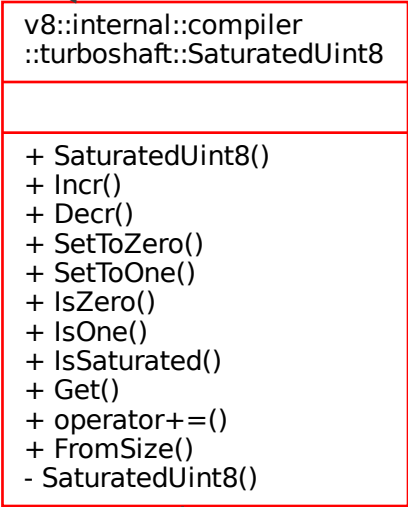 v8::internal::compiler
::turboshaft::SaturatedUint8
+ SaturatedUint8()
+ Incr()
+ Decr()
+ SetToZero()
+ SetToOne()
+ IsZero()
+ IsOne()
+ IsSaturated()
+ Get()
+ operator+=()
+ FromSize()
- SaturatedUint8()